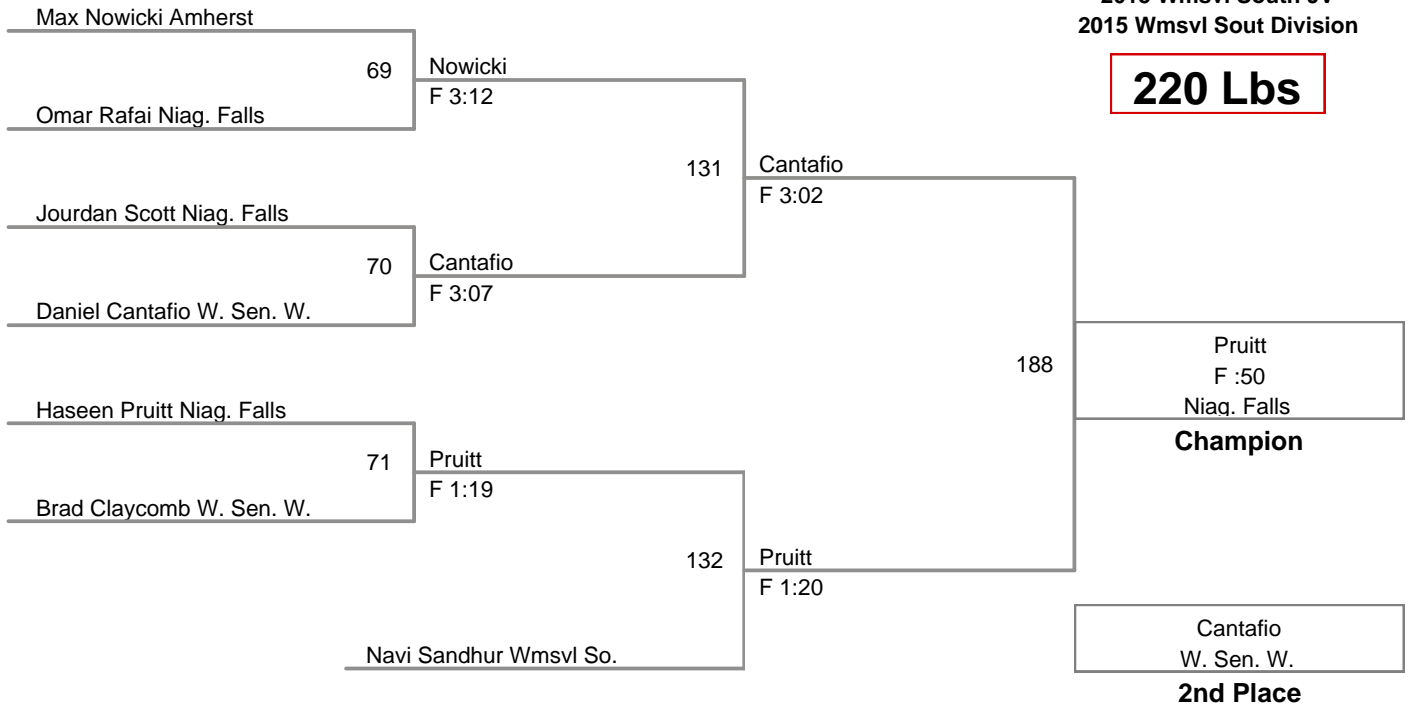 Max Nowicki Amherst
2015 Wmsvl Sout Division
69 Nowicki
F 3:12
220 Lbs
Omar Rafai Niag. Falls
131 Cantafio
F 3:02
Jourdan Scott Niag. Falls
70 Cantafio
F 3:07
Daniel Cantafio W. Sen. W.
188
Pruitt
F :50
Niag. Falls
Champion
Haseen Pruitt Niag. Falls
71 Pruitt
F 1:19
Brad Claycomb W. Sen. W.
132 Pruitt
F 1:20
Navi Sandhur Wmsvl So.
Cantafio
W. Sen. W.
2nd Place